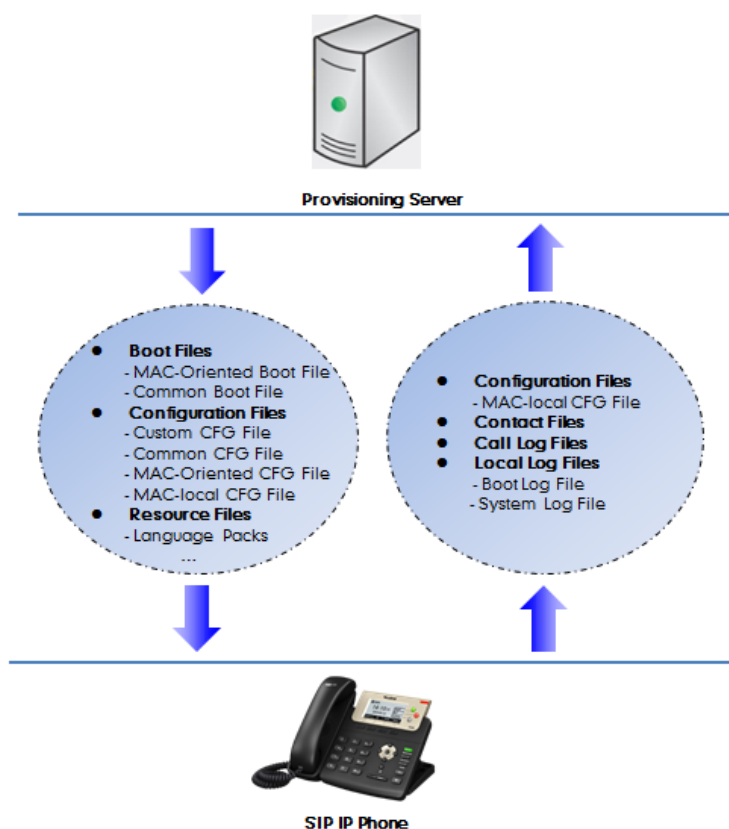 Provisioning Server
● Boot Files
- MAC-Oriented Boot File
- Common Boot File
● Configuration Files
- Custom CFG File
- Common CFG File
- MAC-Oriented CFG File
- MAC-local CFG File
● Resource Files
- Language Packs
...
● Configuration Files
- MAC-local CFG File
● Contact Files
● Call Log Files
● Local Log Files
- Boot Log File
- System Log File
SIP IP Phone